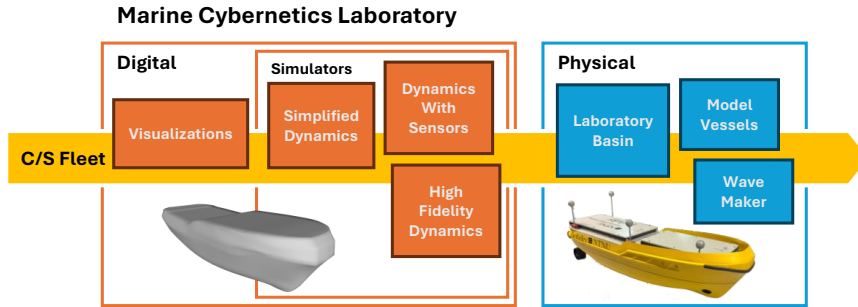 Marine Cybernetics Laboratory
Digital
Simulators
Physical
Visualizations
Simplified
Dynamics
Dynamics
With
Sensors
High
Fidelity
Dynamics
Laboratory
Basin
Model
Vessels
Wave
Maker
C/S Fleet
NTNU